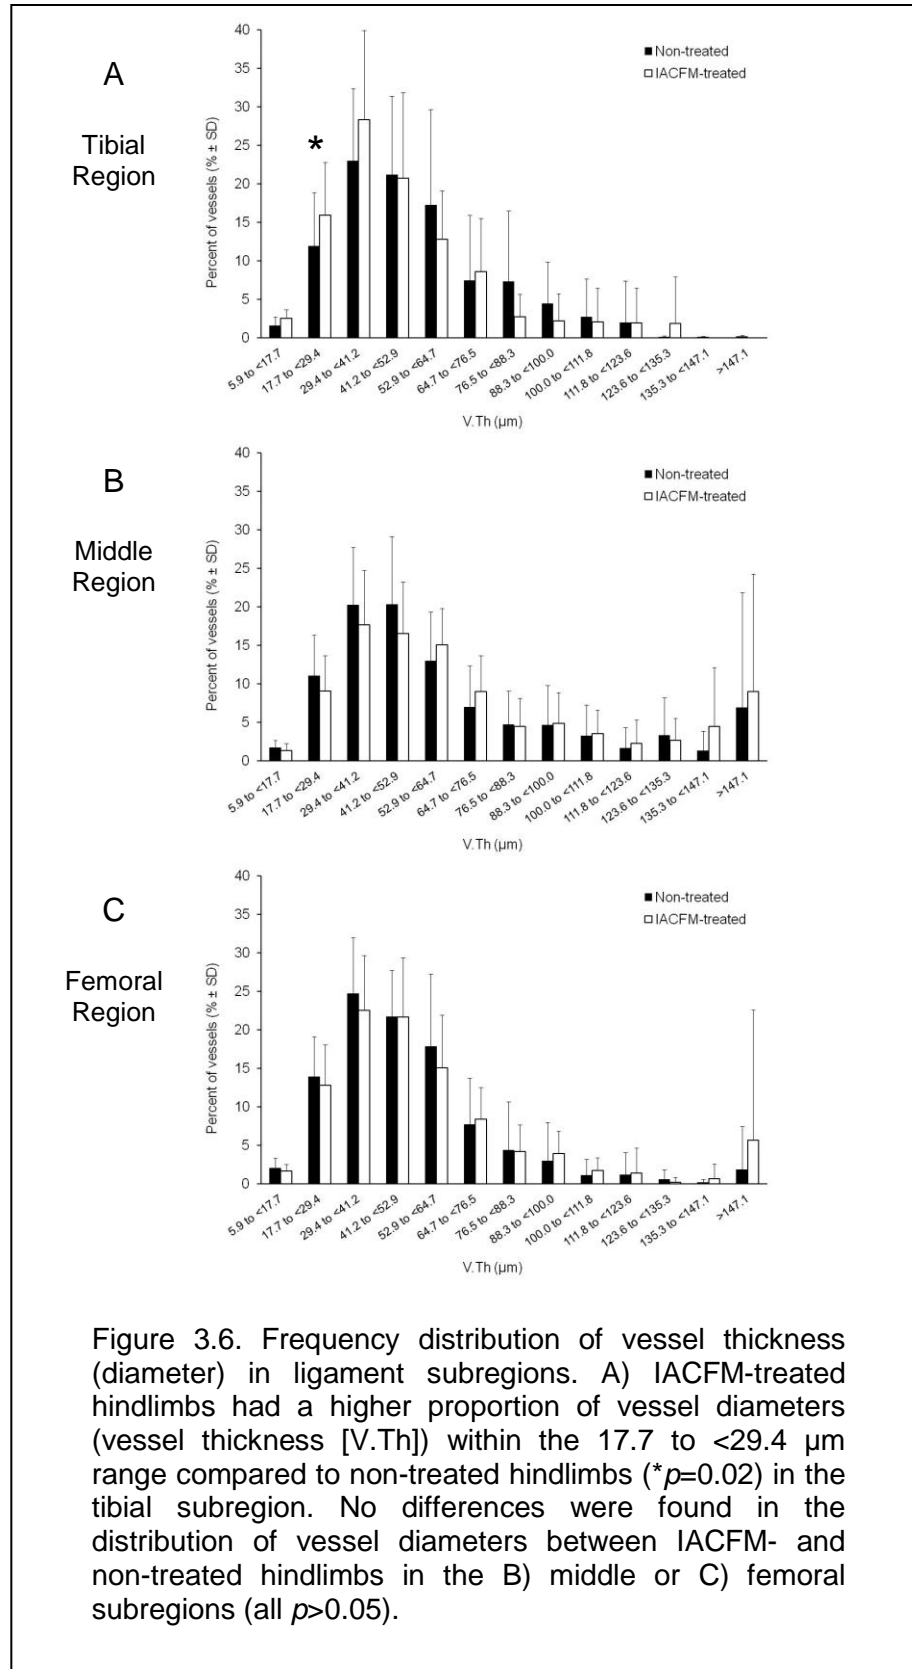 A
Tibial
Region
*
Percent of vessels (% ± SD)
40
35
30
25
20
15
10
5
0
Non-treated
IACFM-treated
5.9 to <17.7
17.7 to <29.4
29.4 to <41.2
41.2 to <52.9
52.9 to <64.7
64.7 to <76.5
76.5 to <88.3
88.3 to <100.0
100.0 to <111.8
111.8 to <123.6
123.6 to <135.3
135.3 to <147.1
>147.1
V.Th (µm)
B
Middle
Region
Percent of vessels (% ± SD)
40
35
30
25
20
15
10
5
0
Non-treated
IACFM-treated
5.9 to <17.7
17.7 to <29.4
29.4 to <41.2
41.2 to <52.9
52.9 to <64.7
64.7 to <76.5
76.5 to <88.3
88.3 to <100.0
100.0 to <111.8
111.8 to <123.6
123.6 to <135.3
135.3 to <147.1
>147.1
V.Th (µm)
C
Femoral
Region
Percent of vessels (% ± SD)
40
35
30
25
20
15
10
5
0
Non-treated
IACFM-treated
5.9 to <17.7
17.7 to <29.4
29.4 to <41.2
41.2 to <52.9
52.9 to <64.7
64.7 to <76.5
76.5 to <88.3
88.3 to <100.0
100.0 to <111.8
111.8 to <123.6
123.6 to <135.3
135.3 to <147.1
>147.1
V.Th (µm)
Figure 3.6. Frequency distribution of vessel thickness
(diameter) in ligament subregions. A) IACFM-treated
hindlimbs had a higher proportion of vessel diameters
(vessel thickness [V.Th]) within the 17.7 to <29.4 µm
range compared to non-treated hindlimbs (*p=0.02) in the
tibial subregion. No differences were found in the
distribution of vessel diameters between IACFM- and
non-treated hindlimbs in the B) middle or C) femoral
subregions (all p>0.05).